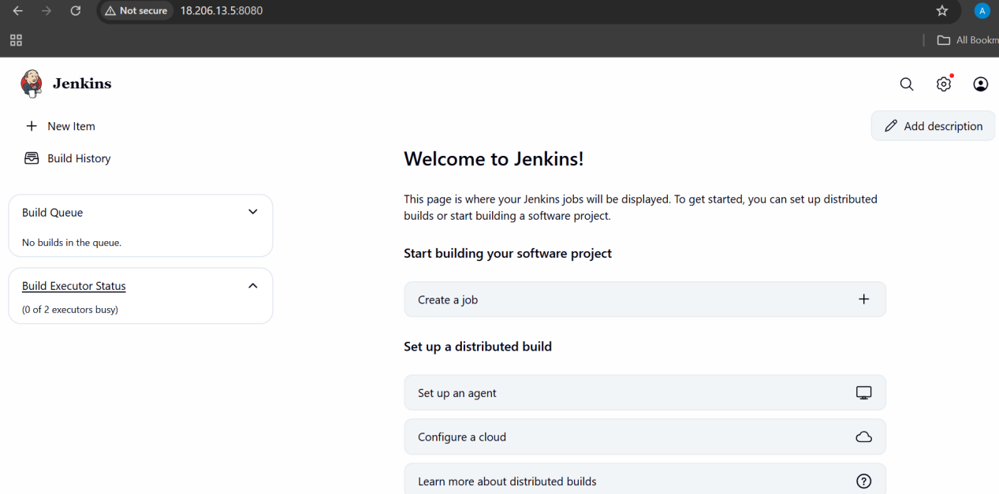 Not secure 18.206.13.5:8080
A
All Bookm
Jenkins
New Item
Add description
Build History
Welcome to Jenkins!
This page is where your Jenkins jobs will be displayed. To get started, you can set up distributed
builds or start building a software project.
Build Queue
No builds in the queue.
Start building your software project
Build Executor Status
(0 of 2 executors busy)
Create a job
Set up a distributed build
Set up an agent
Configure a cloud
Learn more about distributed builds